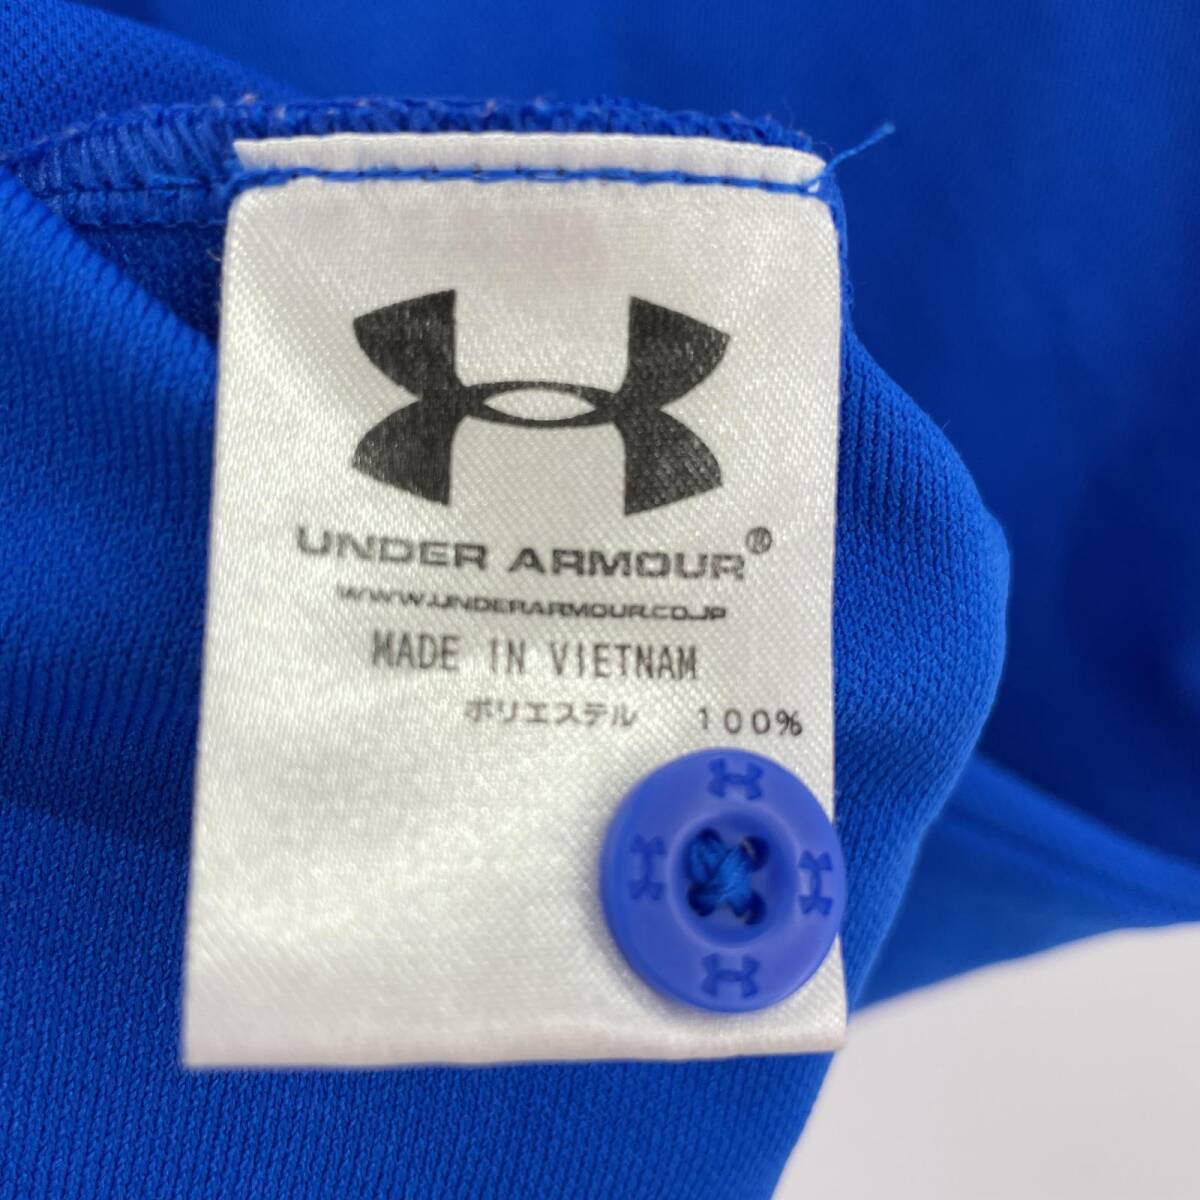 UNDER ARMOUR®
WWW.UNDERARMOUR.CO.JP
MADE IN VIETNAM
ポリエステル 100%